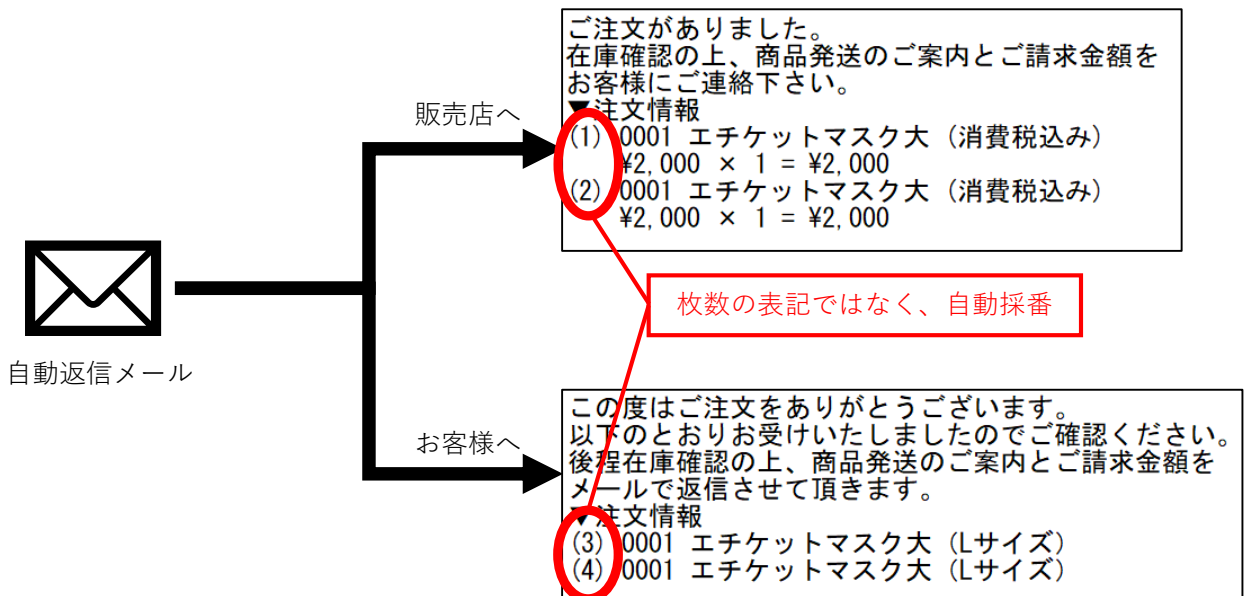 ご注文がありました。
在庫確認の上、商品発送のご案内とご請求金額を
お客様にご連絡下さい。
▼注文情報
(1) 0001 エチケットマスク大（消費税込み）
¥2,000 × 1 = ¥2,000
(2) 0001 エチケットマスク大（消費税込み）
¥2,000 × 1 = ¥2,000
販売店へ
枚数の表記ではなく、自動採番
自動返信メール
お客様へ
この度はご注文をありがとうございます。
以下のとおりお受けいたしましたのでご確認ください。
後程在庫確認の上、商品発送のご案内とご請求金額を
メールで返信させて頂きます。
▼注文情報
(3) 0001 エチケットマスク大（Lサイズ）
(4) 0001 エチケットマスク大（Lサイズ）